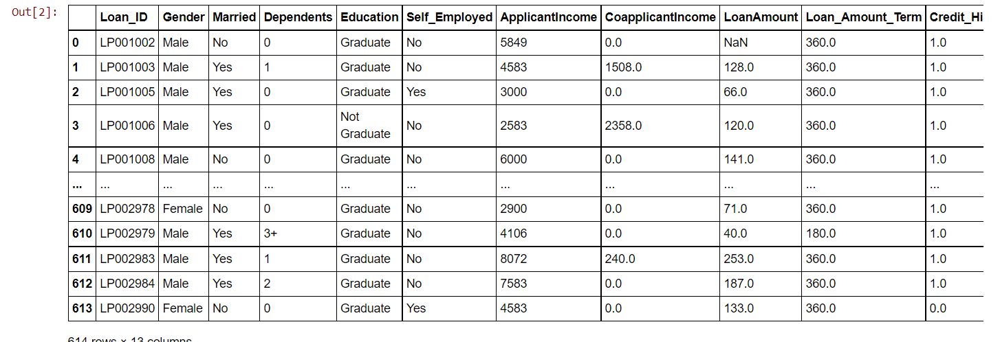 Out[2]:
Loan_ID Gender Married Dependents Education Self_Employed ApplicantIncome CoapplicantIncome LoanAmount Loan_Amount_Term Credit_Hi
0 LP001002 Male No 0 Graduate No 5849 0.0 NaN 360.0 1.0
1 LP001003 Male Yes 1 Graduate No 4583 1508.0 128.0 360.0 1.0
2 LP001005 Male Yes 0 Graduate Yes 3000 0.0 66.0 360.0 1.0
3 LP001006 Male Yes 0 Not Graduate No 2583 2358.0 120.0 360.0 1.0
4 LP001008 Male No 0 Graduate No 6000 0.0 141.0 360.0 1.0
... ... ... ... ... ... ... ... ... ... ... ...
609 LP002978 Female No 0 Graduate No 2900 0.0 71.0 360.0 1.0
610 LP002979 Male Yes 3+ Graduate No 4106 0.0 40.0 180.0 1.0
611 LP002983 Male Yes 1 Graduate No 8072 240.0 253.0 360.0 1.0
612 LP002984 Male Yes 2 Graduate No 7583 0.0 187.0 360.0 1.0
613 LP002990 Female No 0 Graduate Yes 4583 0.0 133.0 360.0 0.0
614 rows × 13 columns